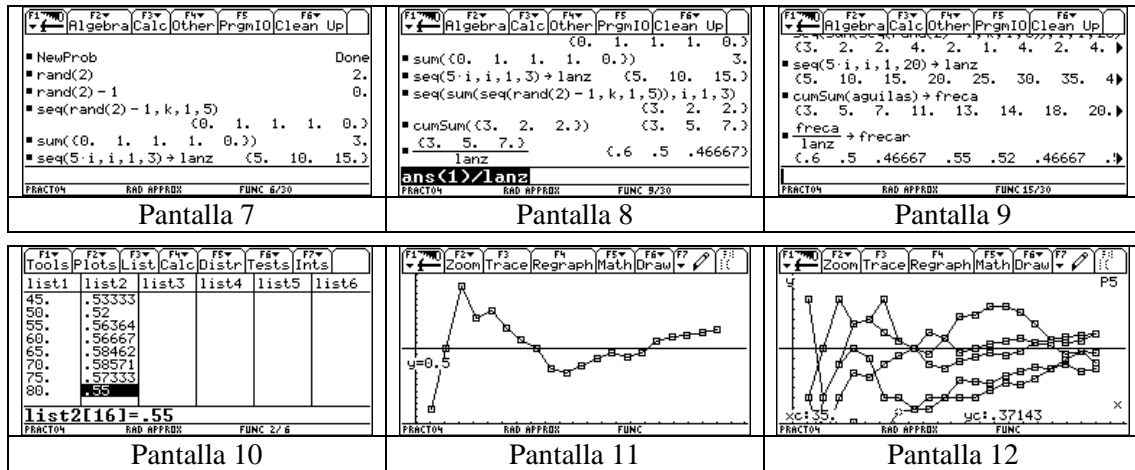 F1 F2 F3 F4 F5 F6
Algebra Calc Other PrgmIO Clean Up
■ NewProb Done
■ rand(2) 2.
■ rand(2) - 1 0.
■ seq(rand(2) - 1, k, 1, 5)
{0. 1. 1. 1. 0.}
■ sum({0. 1. 1. 1. 0.}) 3.
■ seq(5·i, i, 1, 3) → lanz {5. 10. 15.}
PRACT04 RAD APPROX FUNC 6/30
Pantalla 7
F1 F2 F3 F4 F5 F6
Algebra Calc Other PrgmIO Clean Up
{0. 1. 1. 1. 0.}
■ sum({0. 1. 1. 1. 0.}) 3.
■ seq(5·i, i, 1, 3) → lanz {5. 10. 15.}
■ seq(sum(seq(rand(2) - 1, k, 1, 5)), i, 1, 3)
{3. 2. 2.}
■ cumSum({3. 2. 2.}) {3. 5. 7.}
■ {3. 5. 7.}
lanz {.6 .5 .46667}
ans(1)/lanz
PRACT04 RAD APPROX FUNC 9/30
Pantalla 8
F1 F2 F3 F4 F5 F6
Algebra Calc Other PrgmIO Clean Up
{3. 2. 2. 4. 2. 1. 4. 2. 4. ▶
■ seq(5·i, i, 1, 20) → lanz
{5. 10. 15. 20. 25. 30. 35. 4▶
■ cumSum(aguilas) → freca
{3. 5. 7. 11. 13. 14. 18. 20. ▶
■ freca
lanz → frecar
{.6 .5 .46667 .55 .52 .46667 .5▶
PRACT04 RAD APPROX FUNC 15/30
Pantalla 9
F1 F2 F3 F4 F5 F6 F7
Tools Plots List Calc Distr Tests Ints
list1 list2 list3 list4 list5 list6
45. .53333
50. .52
55. .56364
60. .56667
65. .58462
70. .58571
75. .57333
80. .55
list2[16]=.55
PRACT04 RAD APPROX FUNC 2/6
Pantalla 10
F1 F2 F3 F4 F5 F6 F7
Zoom Trace Regraph Math Draw
y=0.5
PRACT04 RAD APPROX FUNC
Pantalla 11
F1 F2 F3 F4 F5 F6 F7
Zoom Trace Regraph Math Draw
y P5
x
xc:35. yc:.37143
PRACT04 RAD APPROX FUNC
Pantalla 12